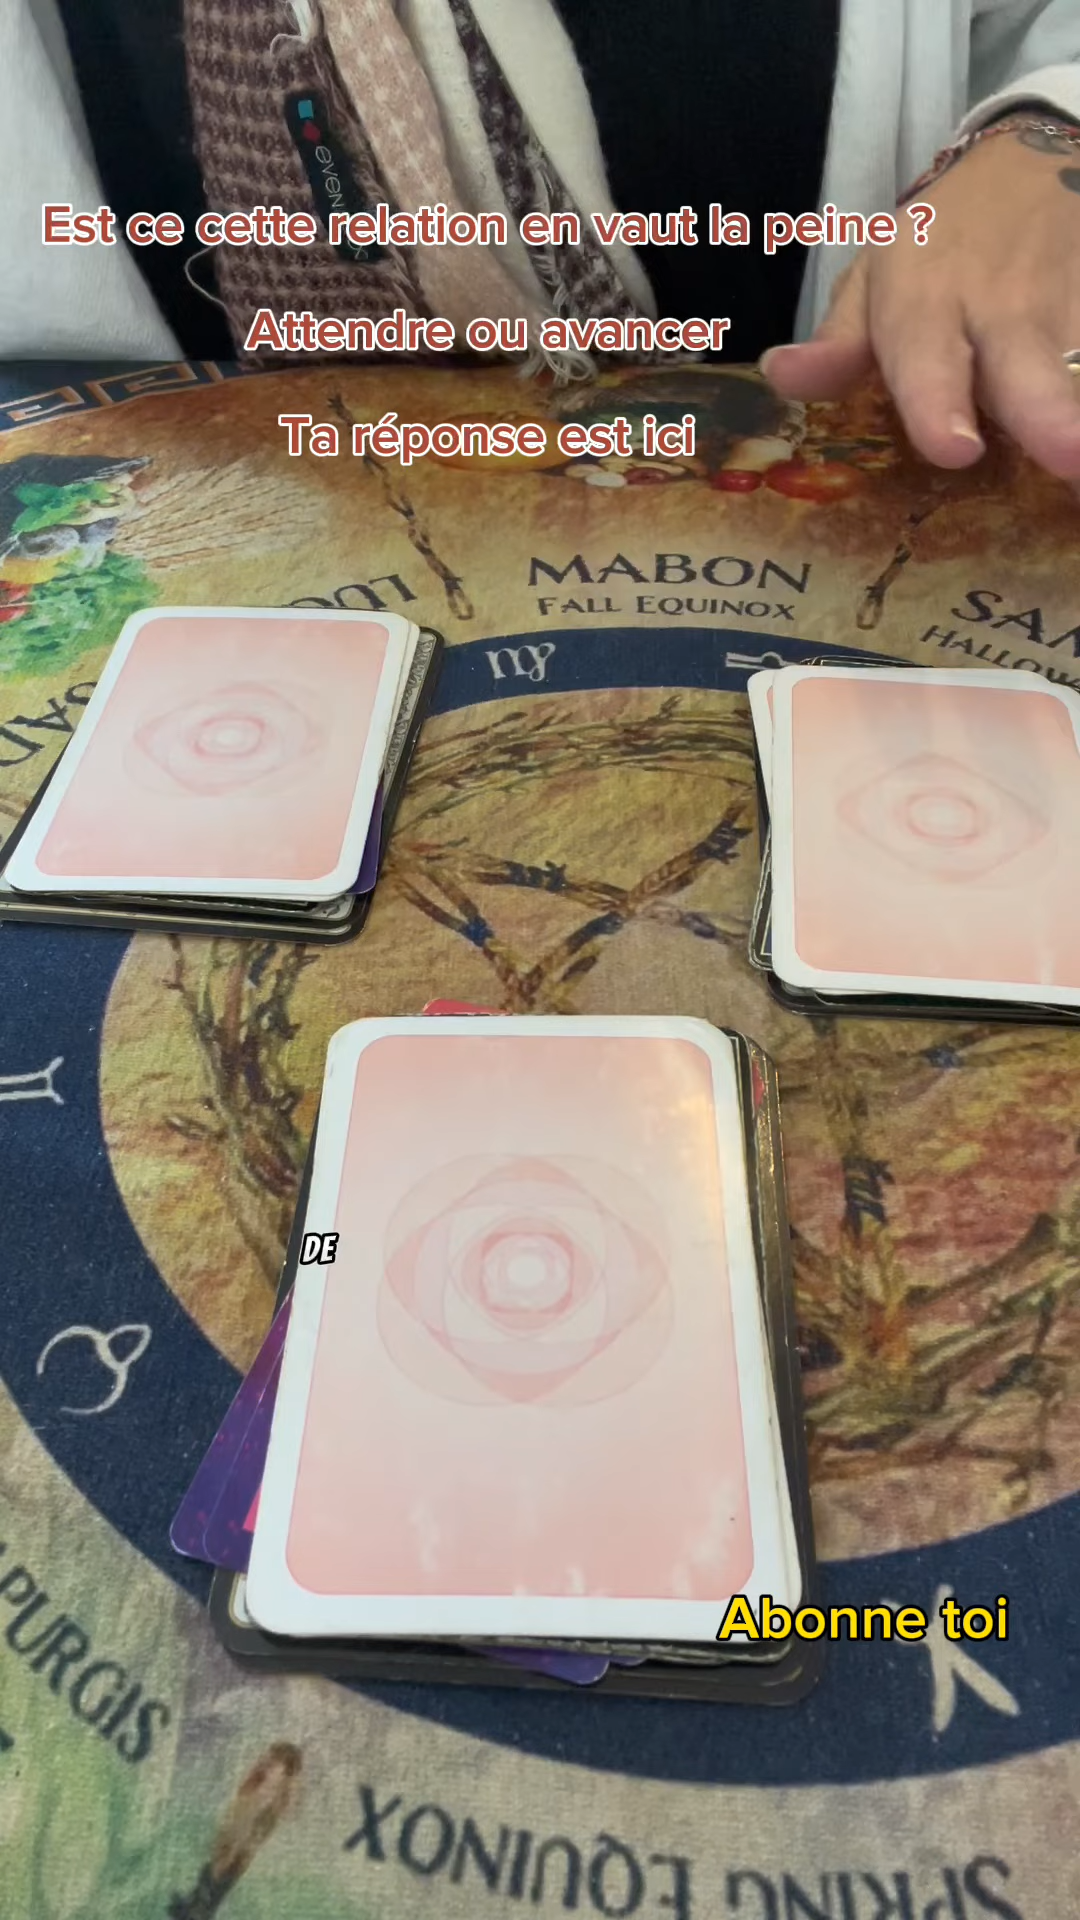 Est ce cette relation en vaut la peine ?
Attendre ou avancer
Ta réponse est ici
MABON
FALL EQUINOX
DE
Abonne toi
SPRING EQUINOX